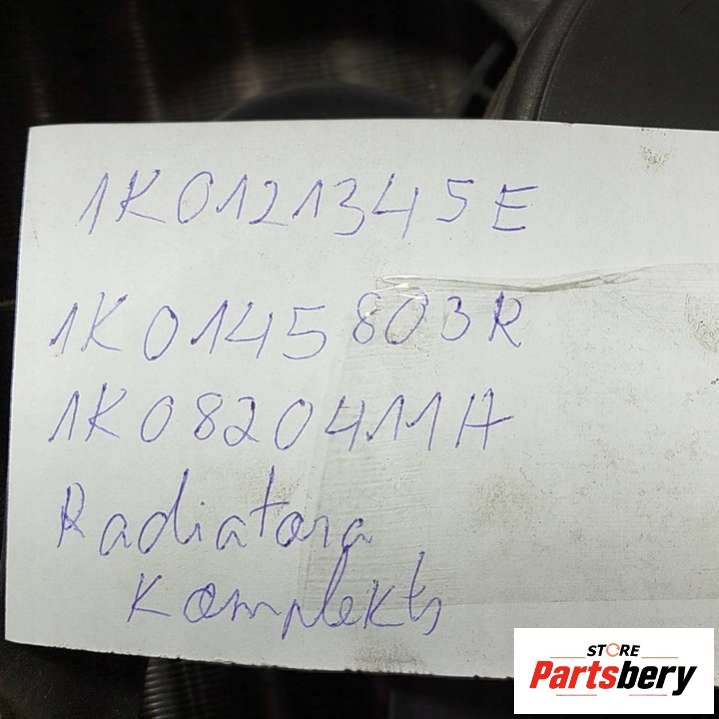 1K0121345E
1K0145803R
1K0820411A
Radiatora
Komplekts
STORE
Partsbery